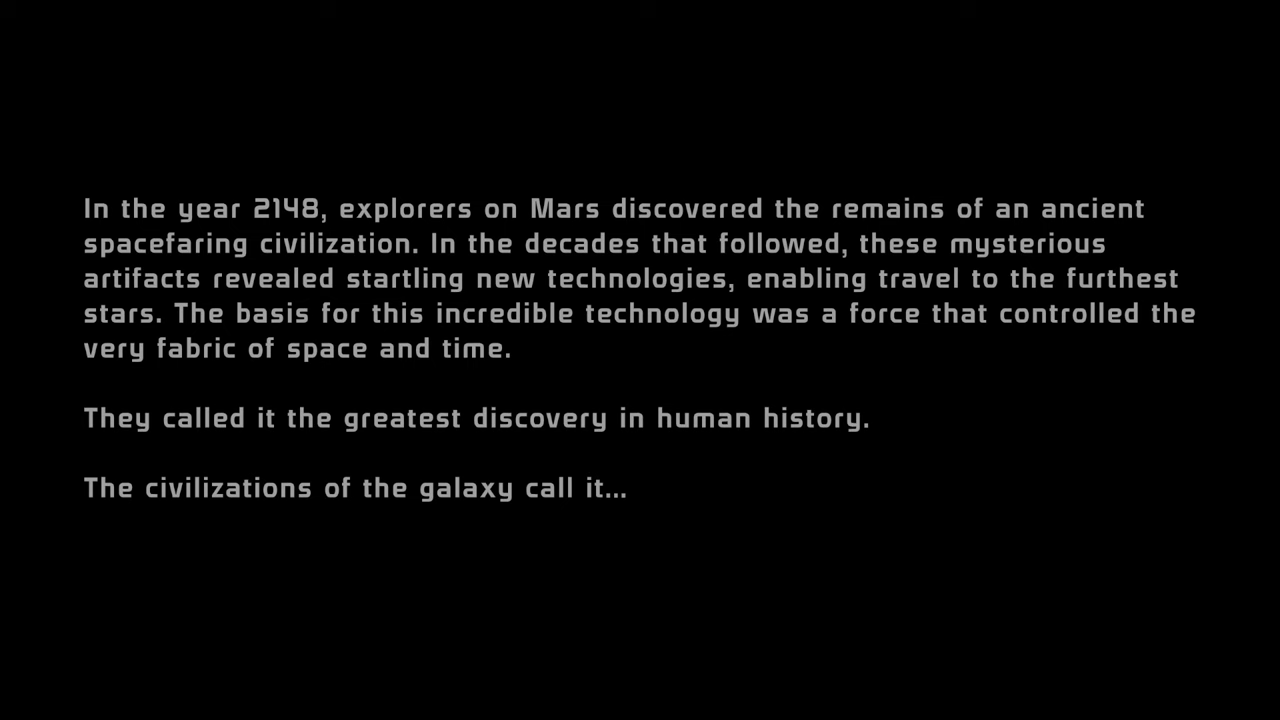 In the year 2148, explorers on Mars discovered the remains of an ancient
spacefaring civilization. In the decades that followed, these mysterious
artifacts revealed startling new technologies, enabling travel to the furthest
stars. The basis for this incredible technology was a force that controlled the
very fabric of space and time.
They called it the greatest discovery in human history.
The civilizations of the galaxy call it...